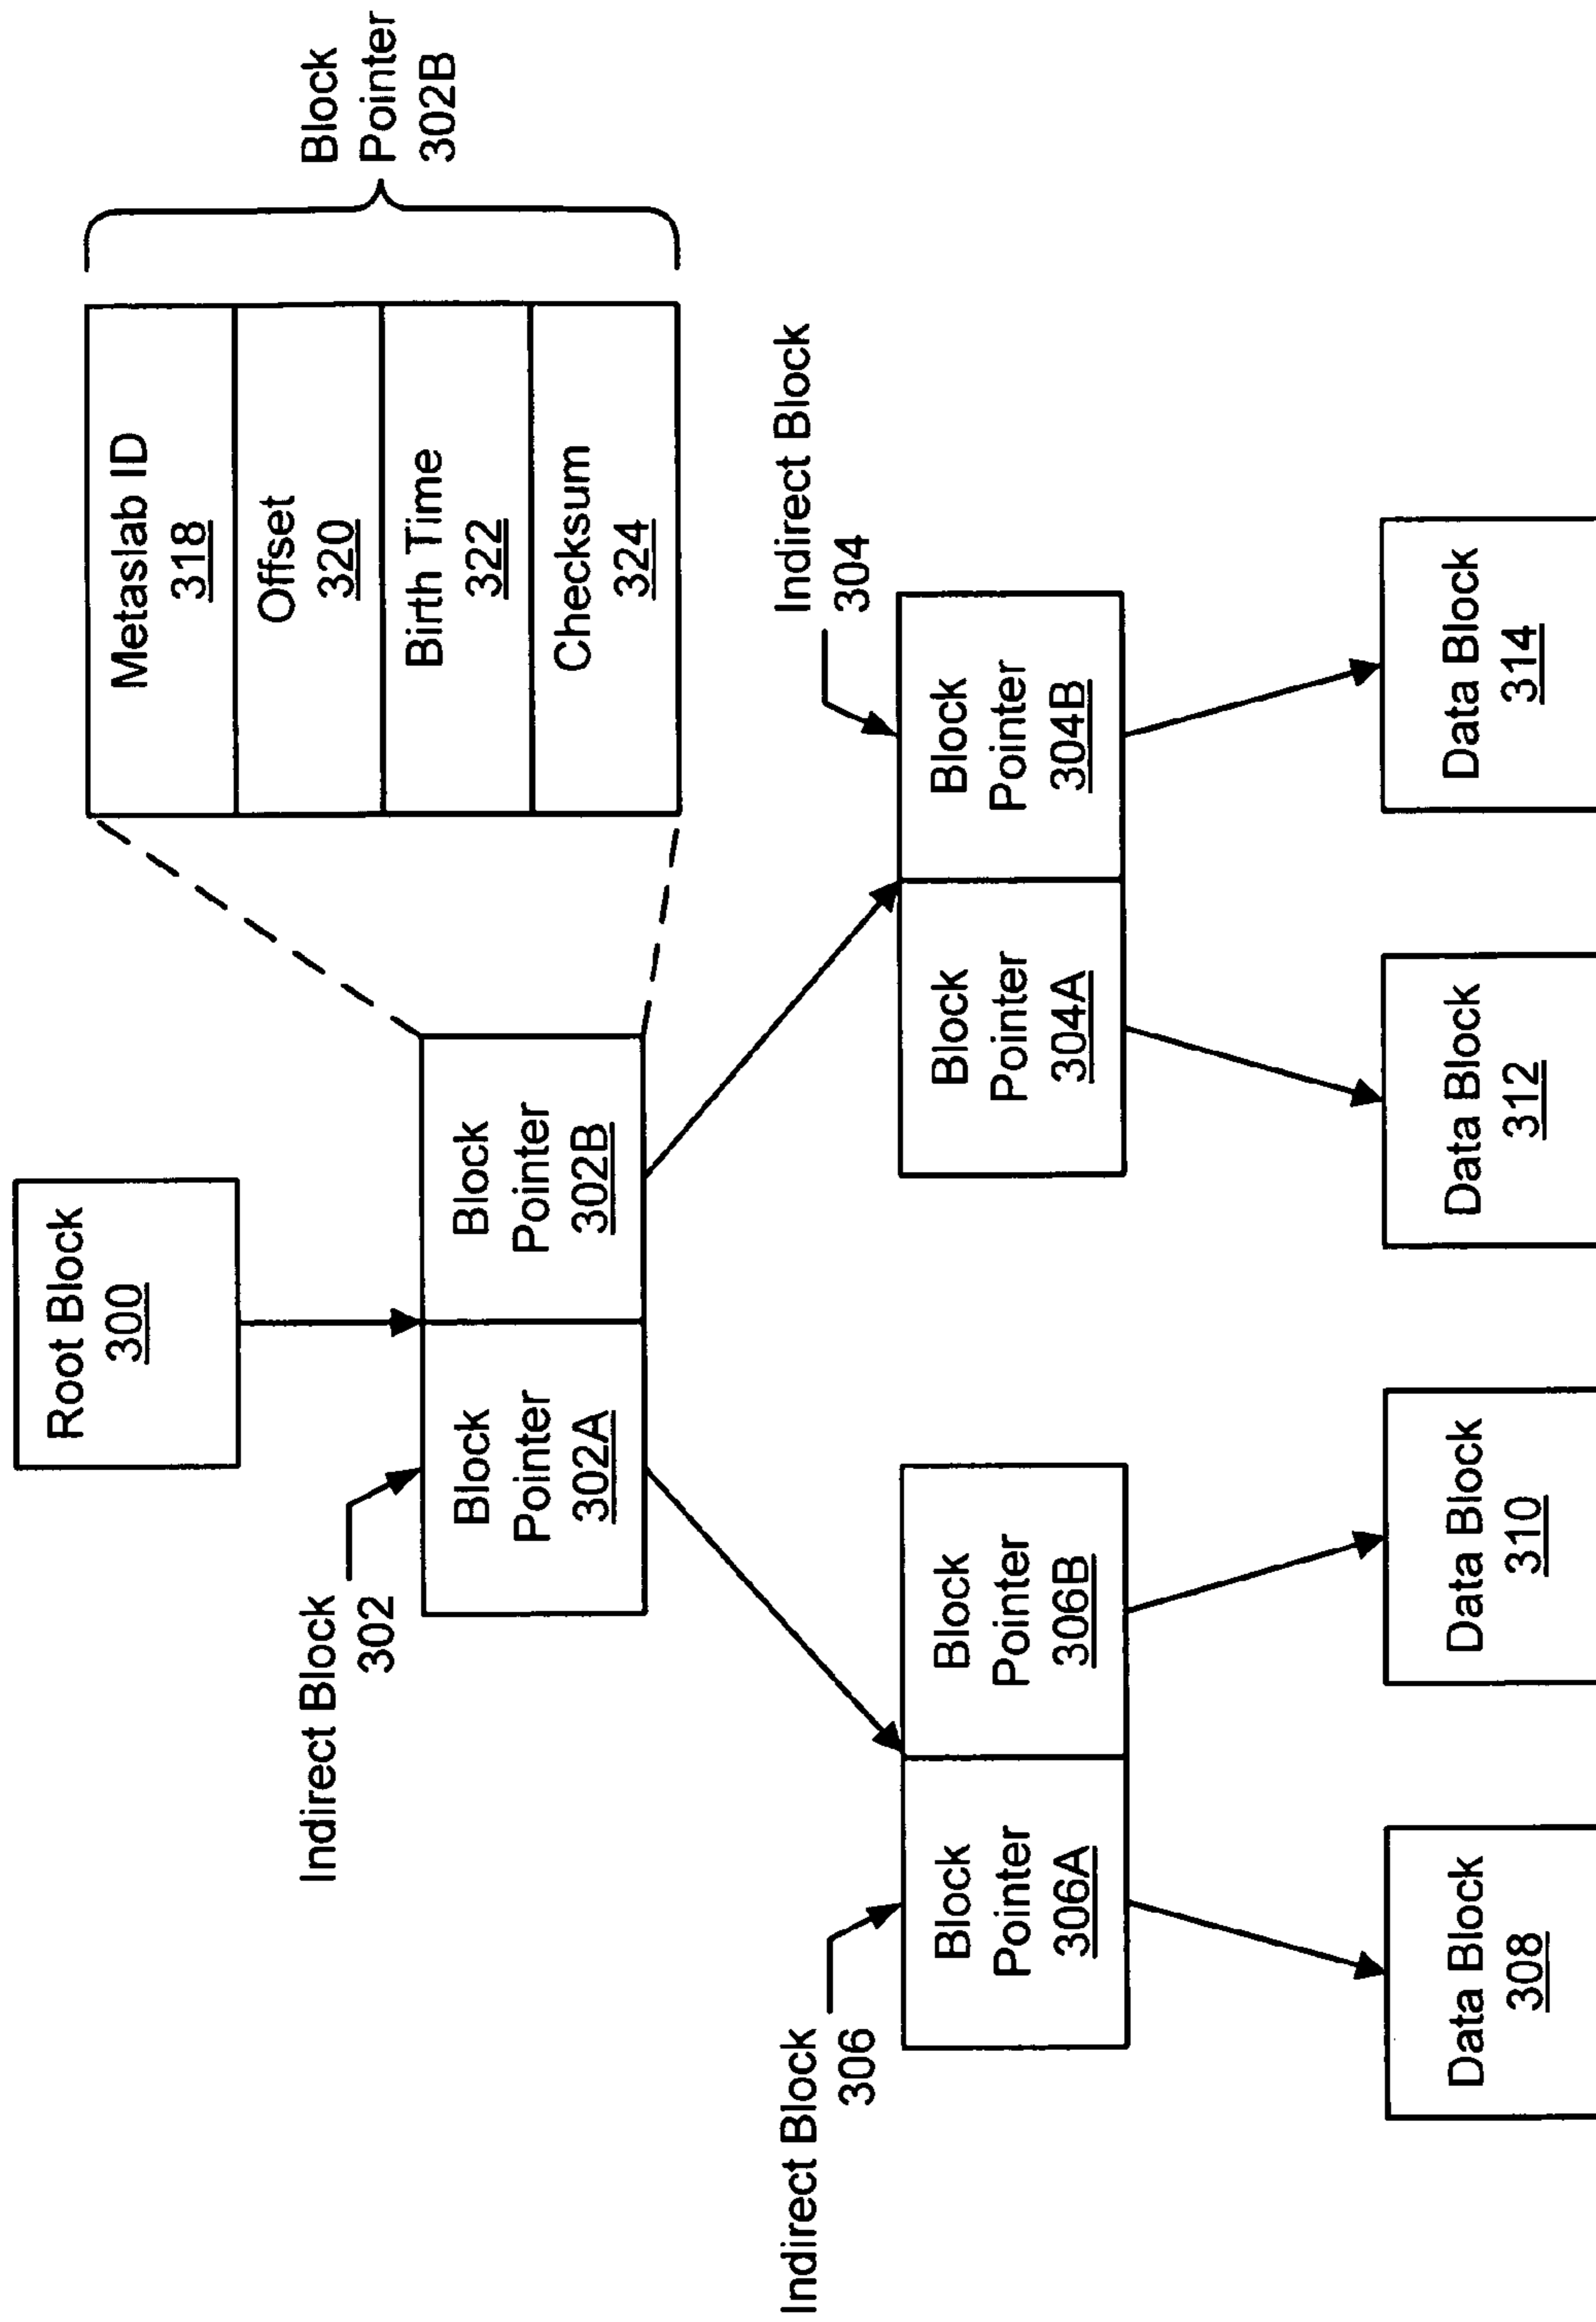 Root Block
300
Indirect Block
302
Block
Pointer
302A
Block
Pointer
302B
Metaslab ID
318
Offset
320
Birth Time
322
Checksum
324
Block
Pointer
302B
Indirect Block
306
Block
Pointer
306A
Block
Pointer
306B
Indirect Block
304
Block
Pointer
304A
Block
Pointer
304B
Data Block
308
Data Block
310
Data Block
312
Data Block
314